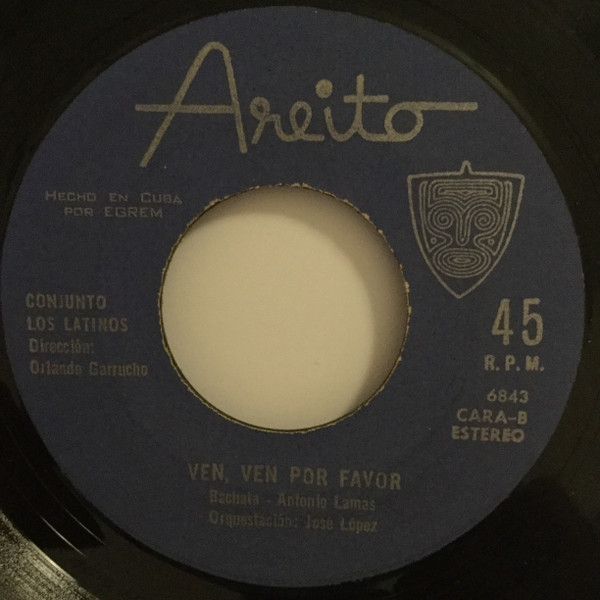 Areito
HECHO EN CUBA
POR EGREM
CONJUNTO
LOS LATINOS
Dirección:
Orlando Garrucho
45
R.P.M.
6843
CARA-B
ESTEREO
VEN, VEN POR FAVOR
Bachata - Antonio Lamas
Orquestación: José López